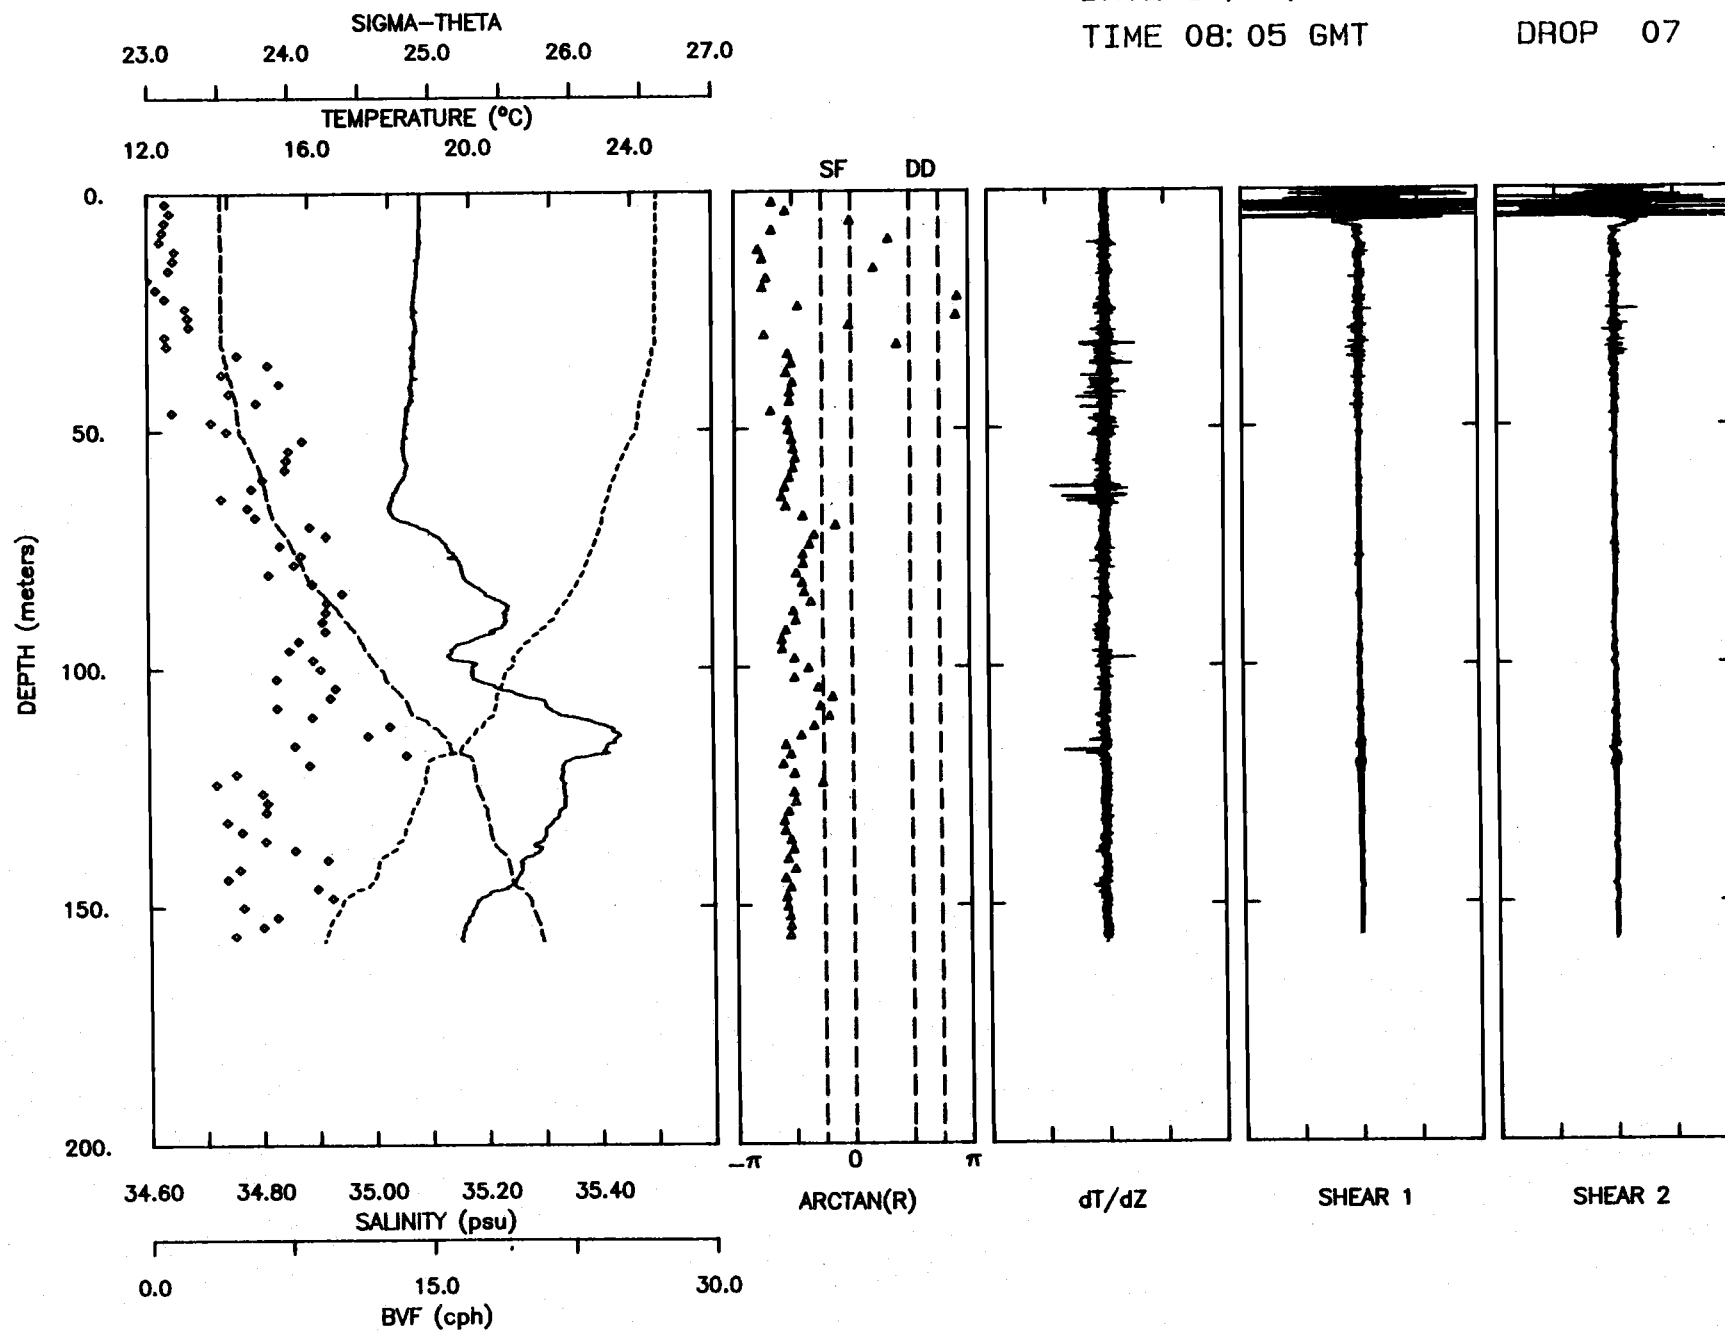 SIGMA-THETA
23.0 24.0 25.0 26.0 27.0
TIME 08:05 GMT DROP 07
TEMPERATURE (°C)
12.0 16.0 20.0 24.0
SF DD
0.
50.
100.
150.
200.
DEPTH (meters)
-π 0 π
34.60 34.80 35.00 35.20 35.40
SALINITY (psu)
ARCTAN(R) dT/dZ SHEAR 1 SHEAR 2
0.0 15.0 30.0
BVF (cph)